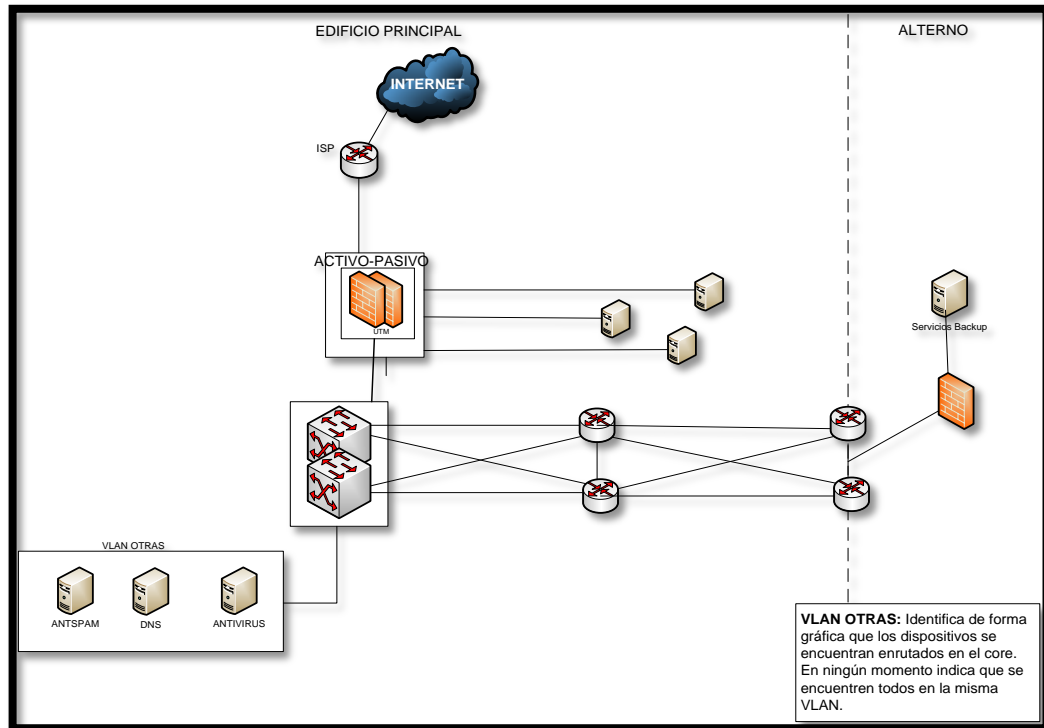 EDIFICIO PRINCIPAL
ALTERNO
INTERNET
ISP
ACTIVO-PASIVO
UTM
Servicios Backup
VLAN OTRAS
ANTSPAM
DNS
ANTIVIRUS
VLAN OTRAS: Identifica de forma
gráfica que los dispositivos se
encuentran enrutados en el core.
En ningún momento indica que se
encuentren todos en la misma
VLAN.